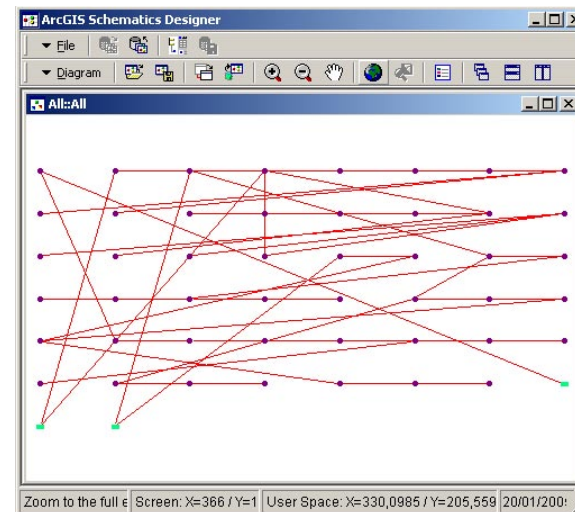 ArcGIS Schematics Designer
File
Diagram
All::All
Zoom to the full e Screen: X=366 / Y=1 User Space: X=330,0985 / Y=205,559 20/01/200